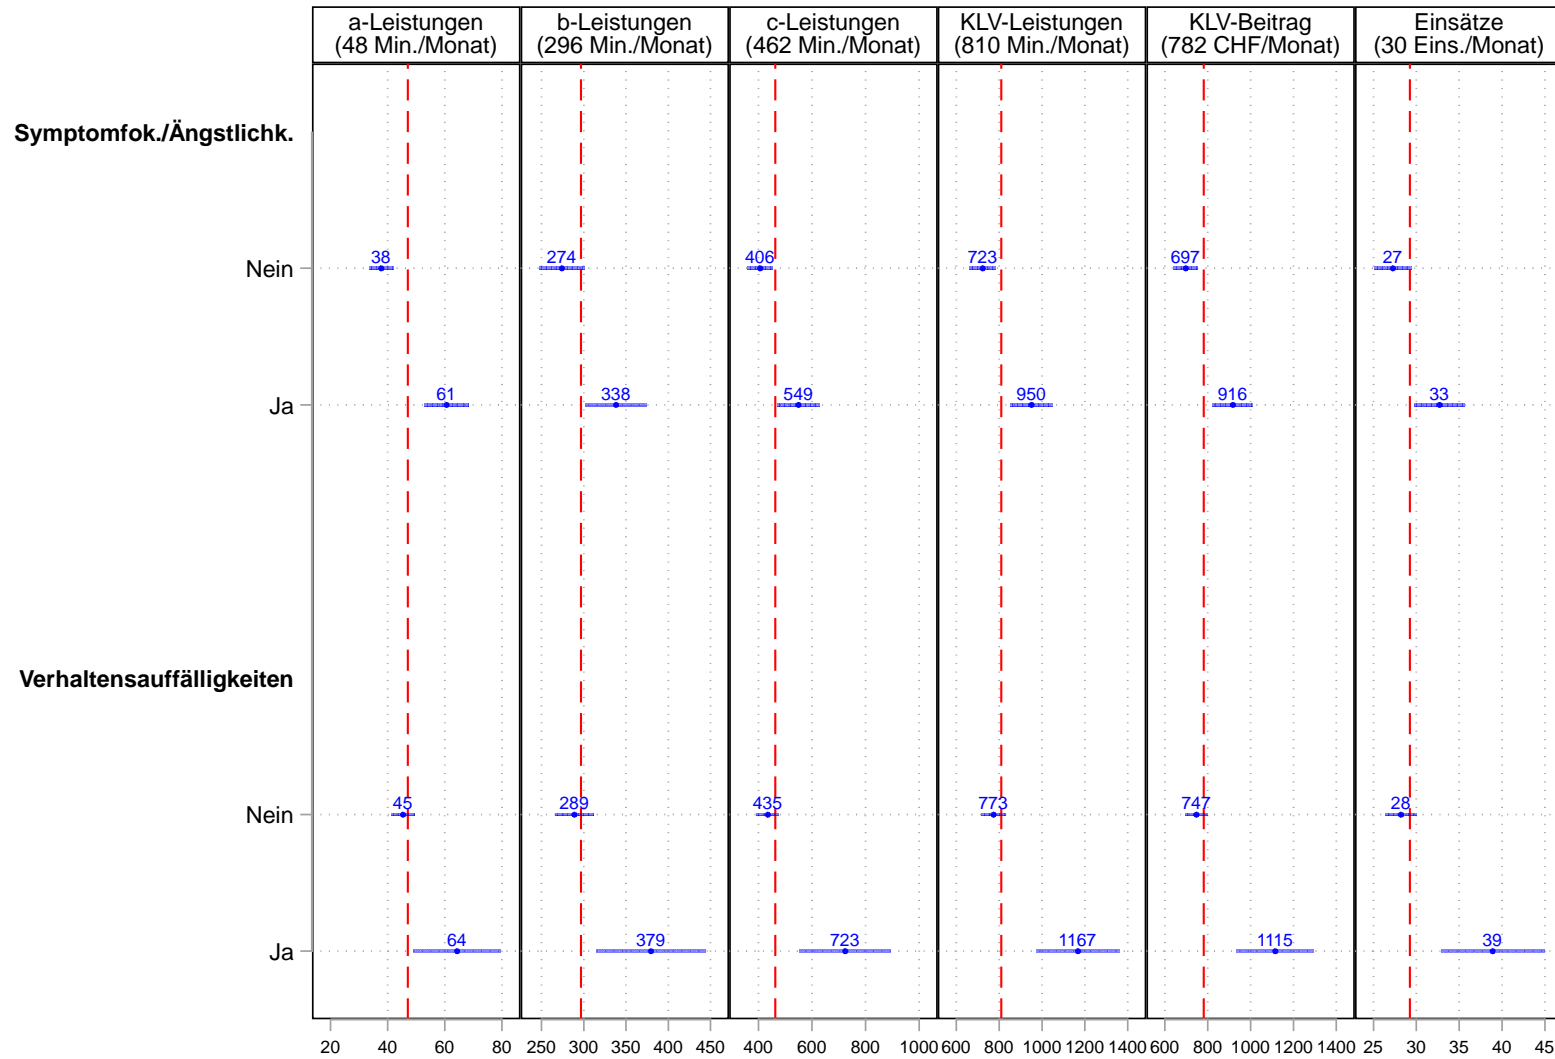 a-Leistungen b-Leistungen c-Leistungen KLV-Leistungen KLV-Beitrag Einsätze
(48 Min./Monat) (296 Min./Monat) (462 Min./Monat) (810 Min./Monat) (782 CHF/Monat) (30 Eins./Monat)
Symptomfok./Ängstlichk.
Nein 38 274 406 723 697 27
Ja 61 338 549 950 916 33
Verhaltensauffälligkeiten
Nein 45 289 435 773 747 28
Ja 64 379 723 1167 1115 39
20 40 60 80 250 300 350 400 450 400 600 800 1000 600 800 1000 1200 1400 600 800 1000 1200 1400 25 30 35 40 45